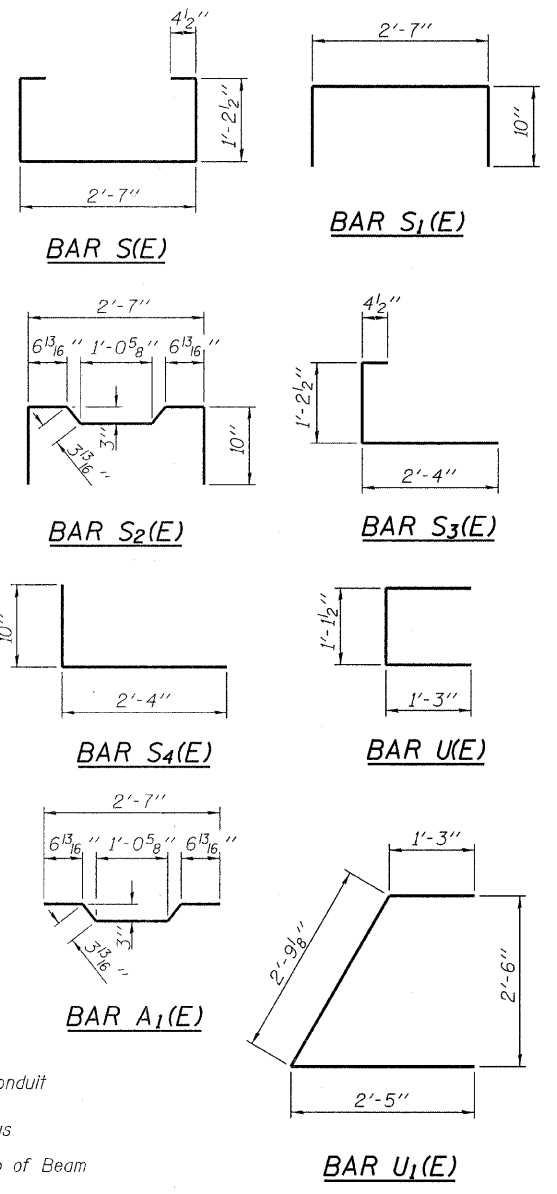 4½"
1'-2½"
2'-7"
BAR S(E)
2'-7"
10"
BAR S1(E)
2'-7"
6 13/16" 1'-0 5/8" 6 13/16"
3"
3 13/16"
10"
BAR S2(E)
4½"
1'-2½"
2'-4"
BAR S3(E)
10"
2'-4"
BAR S4(E)
1'-1½"
1'-3"
BAR U(E)
2'-7"
6 13/16" 1'-0 5/8" 6 13/16"
3"
3 13/16"
BAR A1(E)
1'-3"
2'-9 1/8"
2'-6"
2'-5"
BAR U1(E)
onduit
of Beam